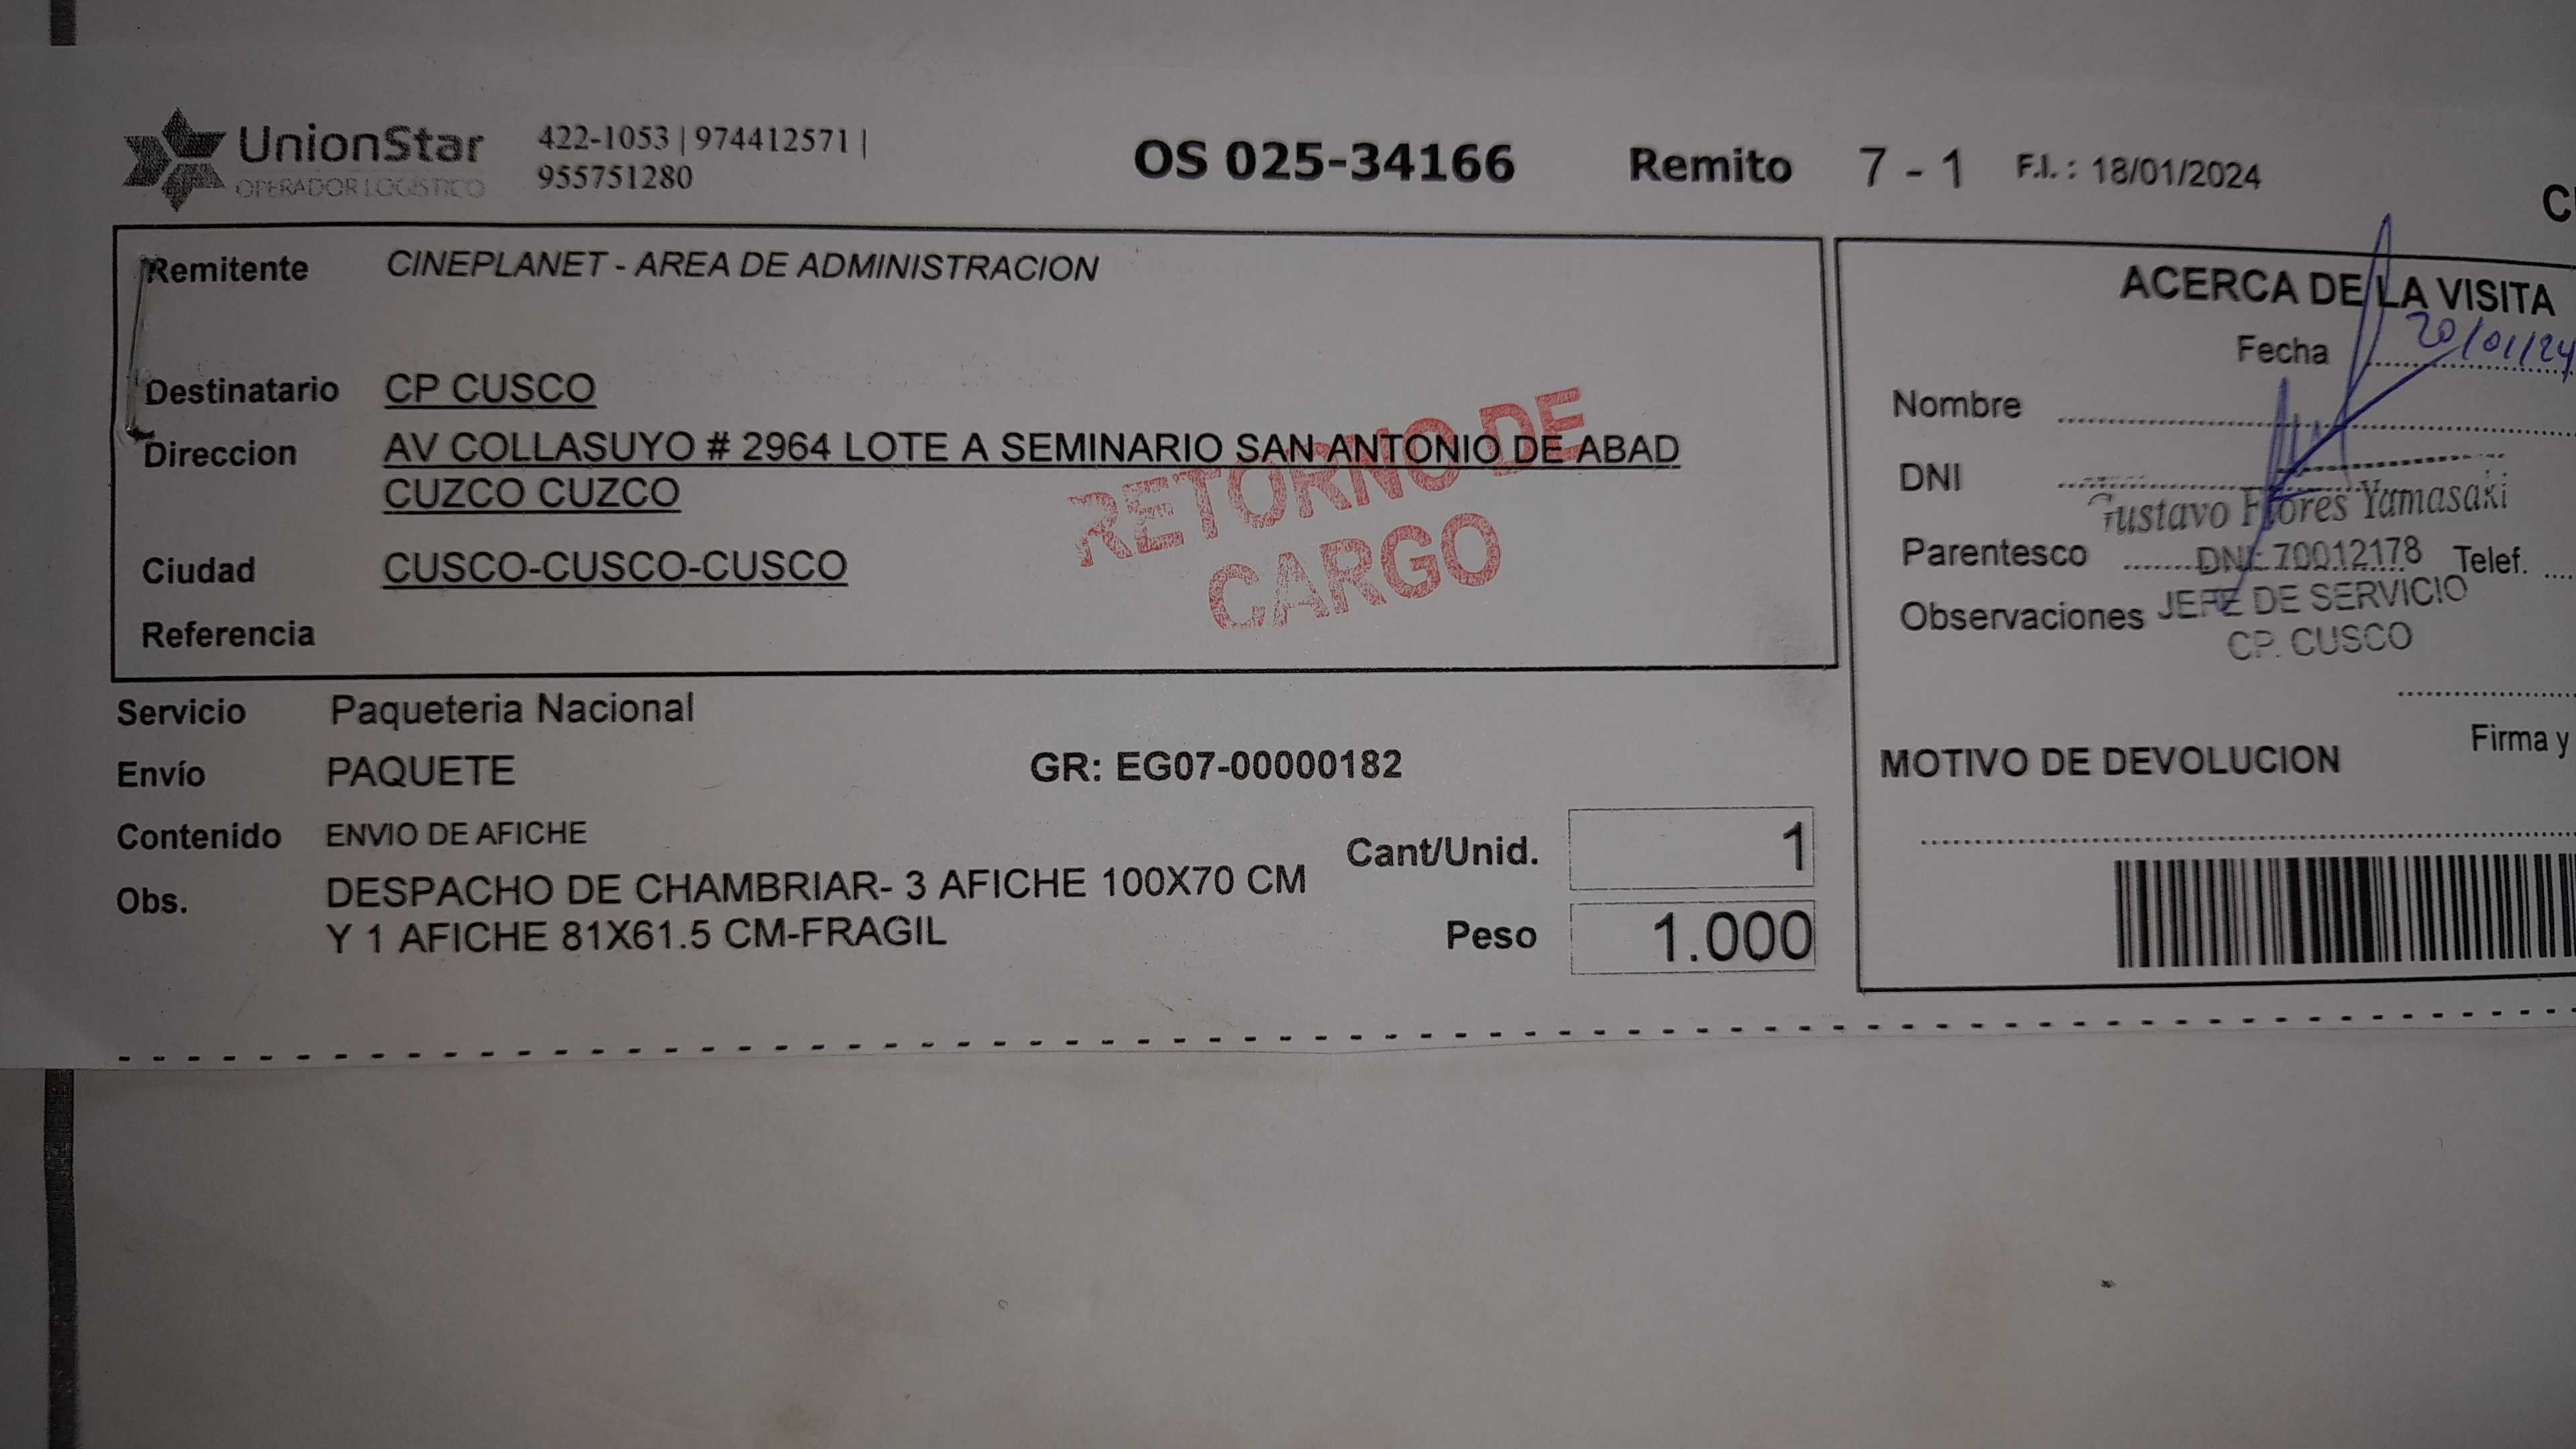 UnionStar
OPERADOR LOGISTICO
422-1053 | 974412571 |
955751280
OS 025-34166 Remito 7 - 1 F.I. : 18/01/2024
Remitente CINEPLANET - AREA DE ADMINISTRACION
Destinatario CP CUSCO
Direccion AV COLLASUYO # 2964 LOTE A SEMINARIO SAN ANTONIO DE ABAD
CUZCO CUZCO
Ciudad CUSCO-CUSCO-CUSCO
Referencia
RETORNO DE
CARGO
Servicio Paqueteria Nacional
Envío PAQUETE
GR: EG07-00000182
Contenido ENVIO DE AFICHE
Obs. DESPACHO DE CHAMBRIAR- 3 AFICHE 100X70 CM
Y 1 AFICHE 81X61.5 CM-FRAGIL
Cant/Unid. 1
Peso 1.000
ACERCA DE LA VISITA
Fecha 20/01/24
Nombre
DNI
Gustavo Flores Yamasaki
Parentesco DNI: 70012178 Telef.
Observaciones JEFE DE SERVICIO
CP. CUSCO
Firma y
MOTIVO DE DEVOLUCION